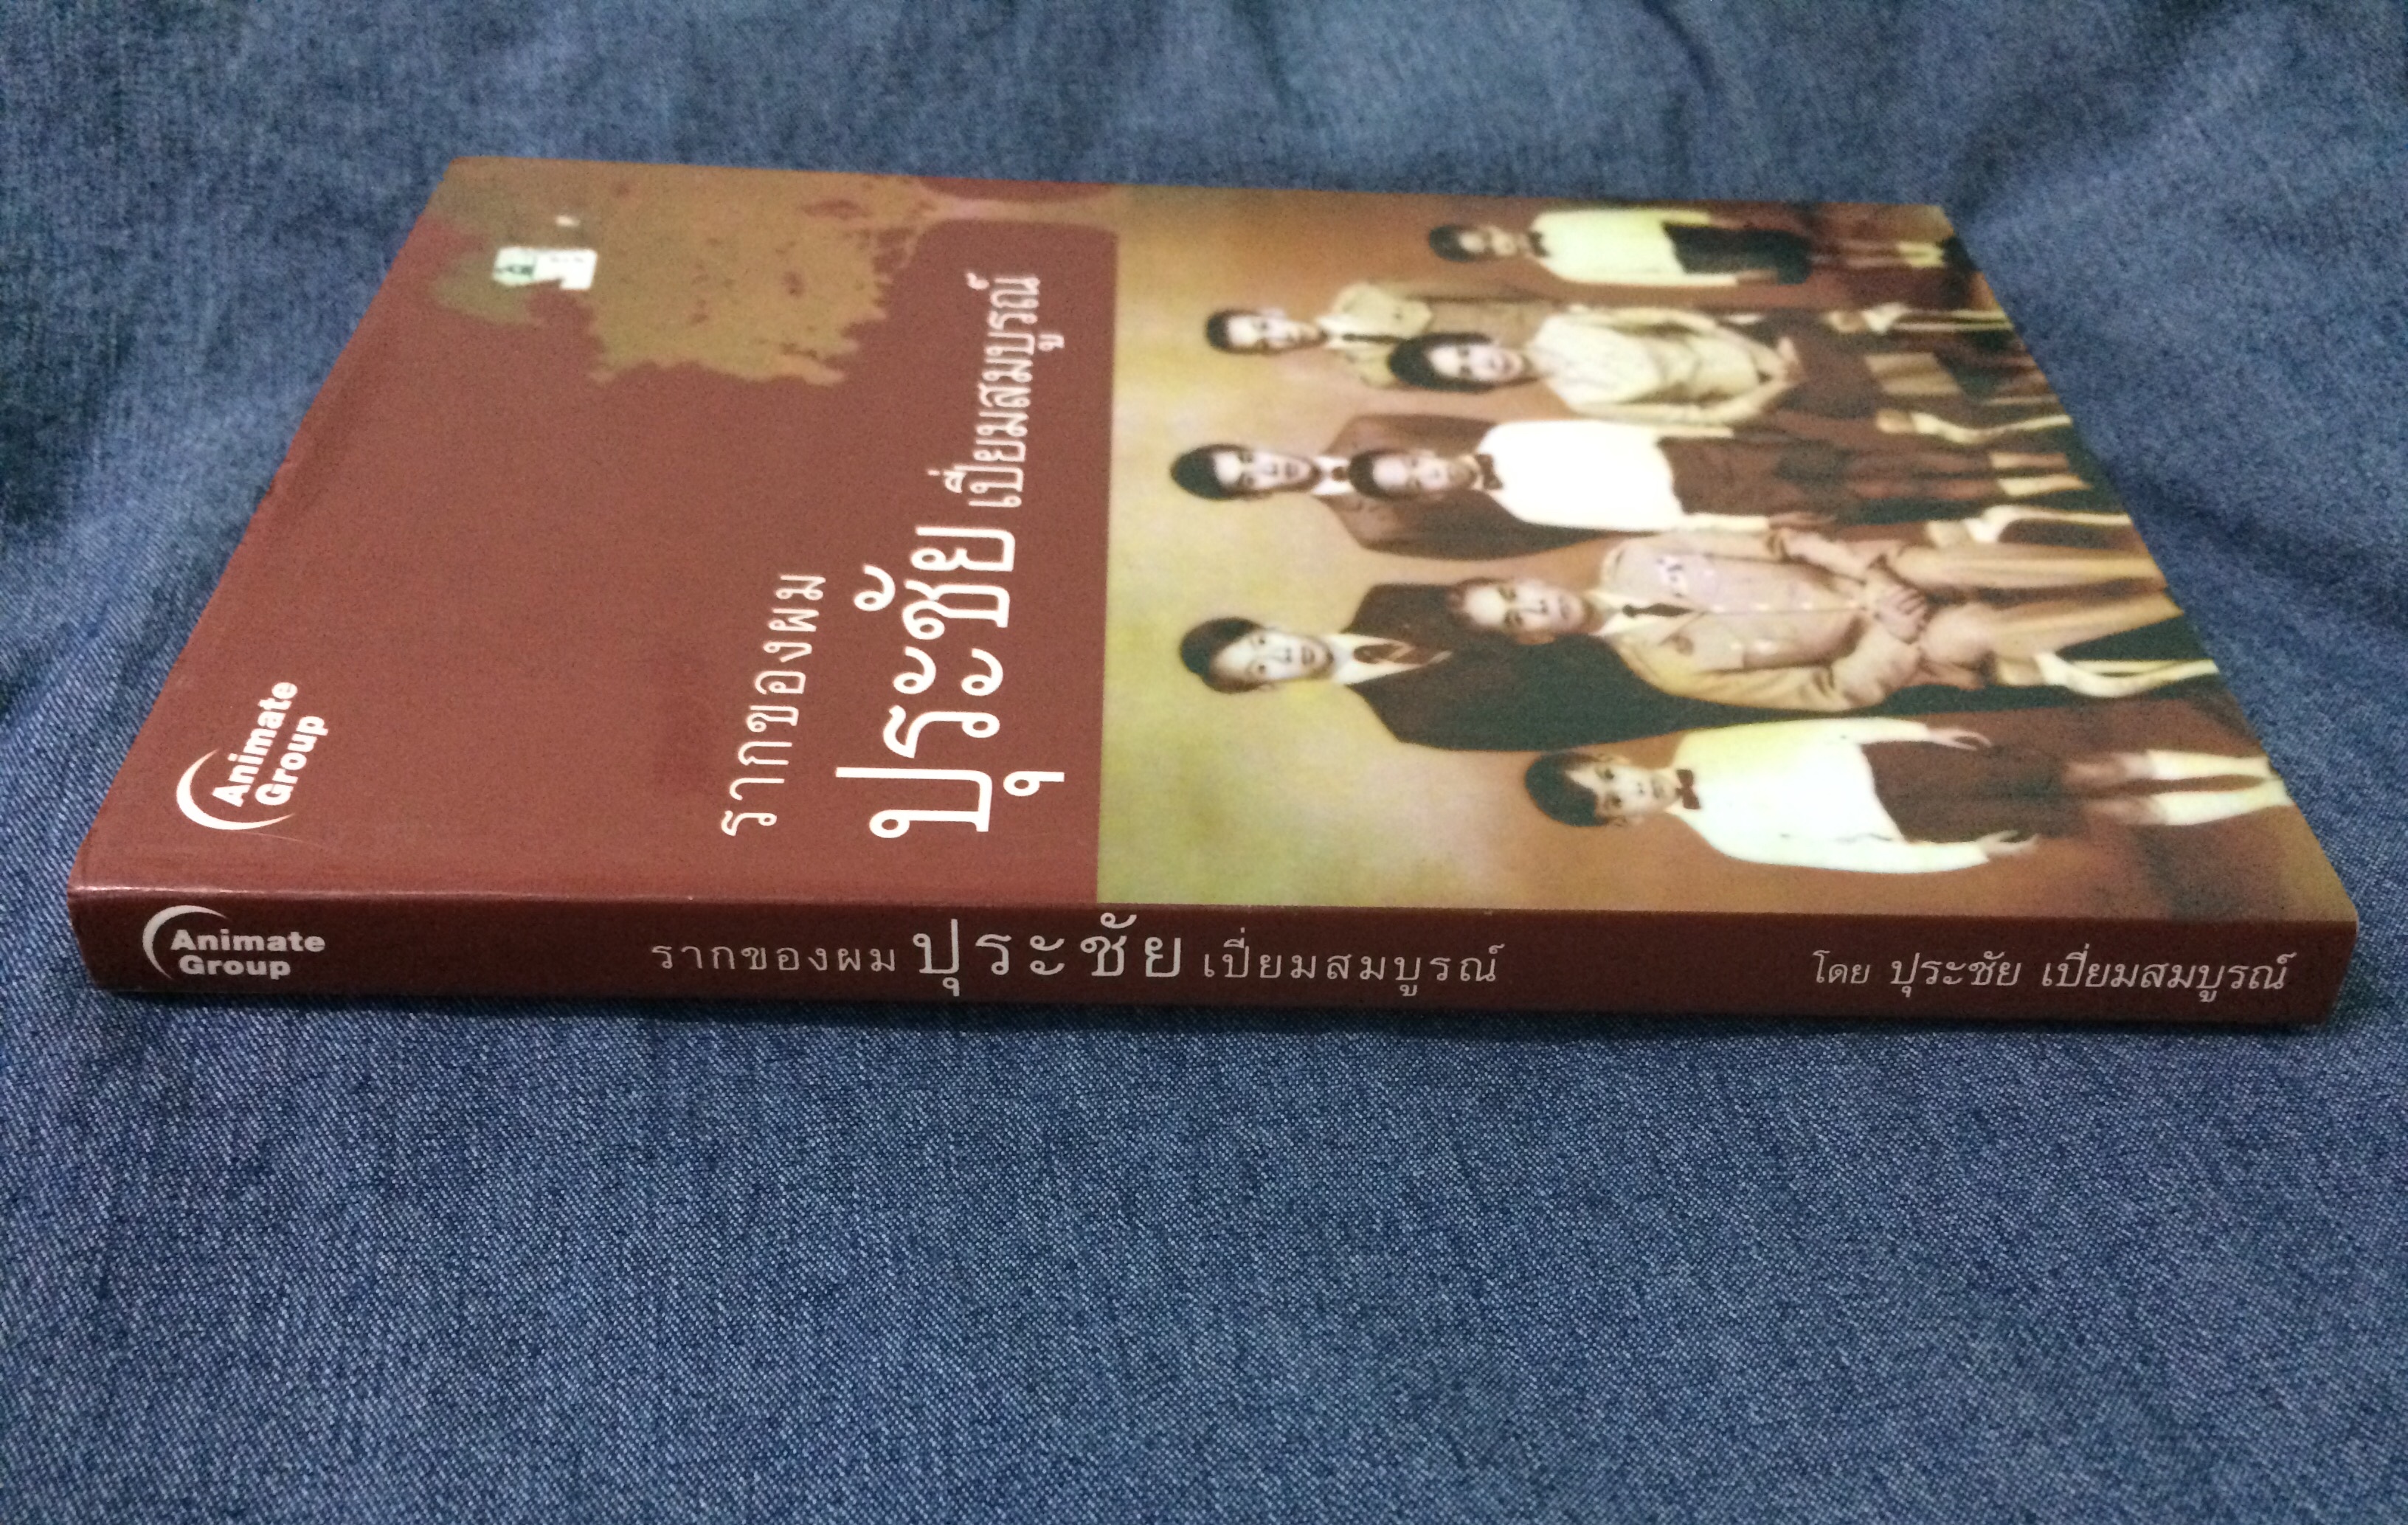 Animate
Group
รากของผม
ปุระชัย เปี่ยมสมบูรณ์
Animate
Group
รากของผม ปุระชัย เปี่ยมสมบูรณ์
โดย ปุระชัย เปี่ยมสมบูรณ์